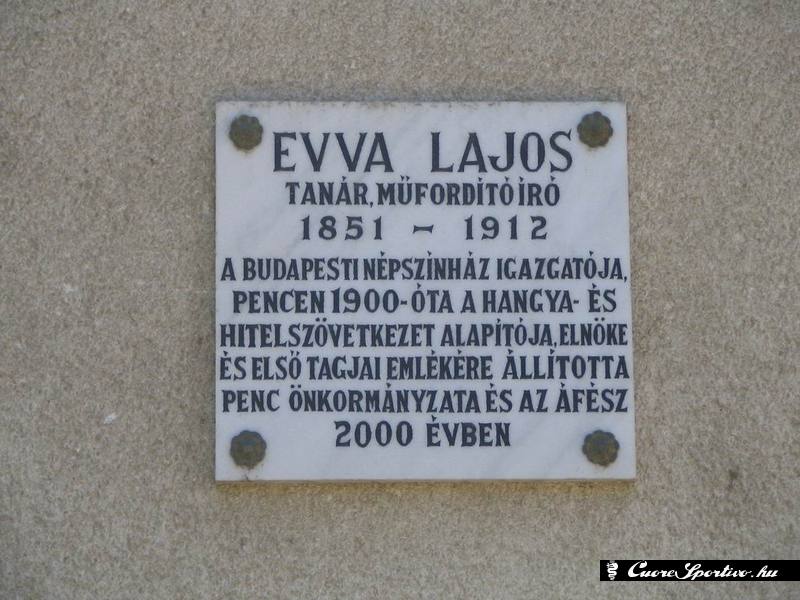 EVVA LAJOS
TANÁR, MŰFORDÍTÓ ÍRÓ
1851 - 1912
A BUDAPESTI NÉPSZÍNHÁZ IGAZGATÓJA,
PENCEN 1900-ÓTA A HANGYA- ÉS
HITELSZÖVETKEZET ALAPÍTÓJA, ELNÖKE
ÉS ELSŐ TAGJAI EMLÉKÉRE ÁLLÍTOTTA
PENC ÖNKORMÁNYZATA ÉS AZ ÁFÉSZ
2000 ÉVBEN
CuoreSportivo.hu